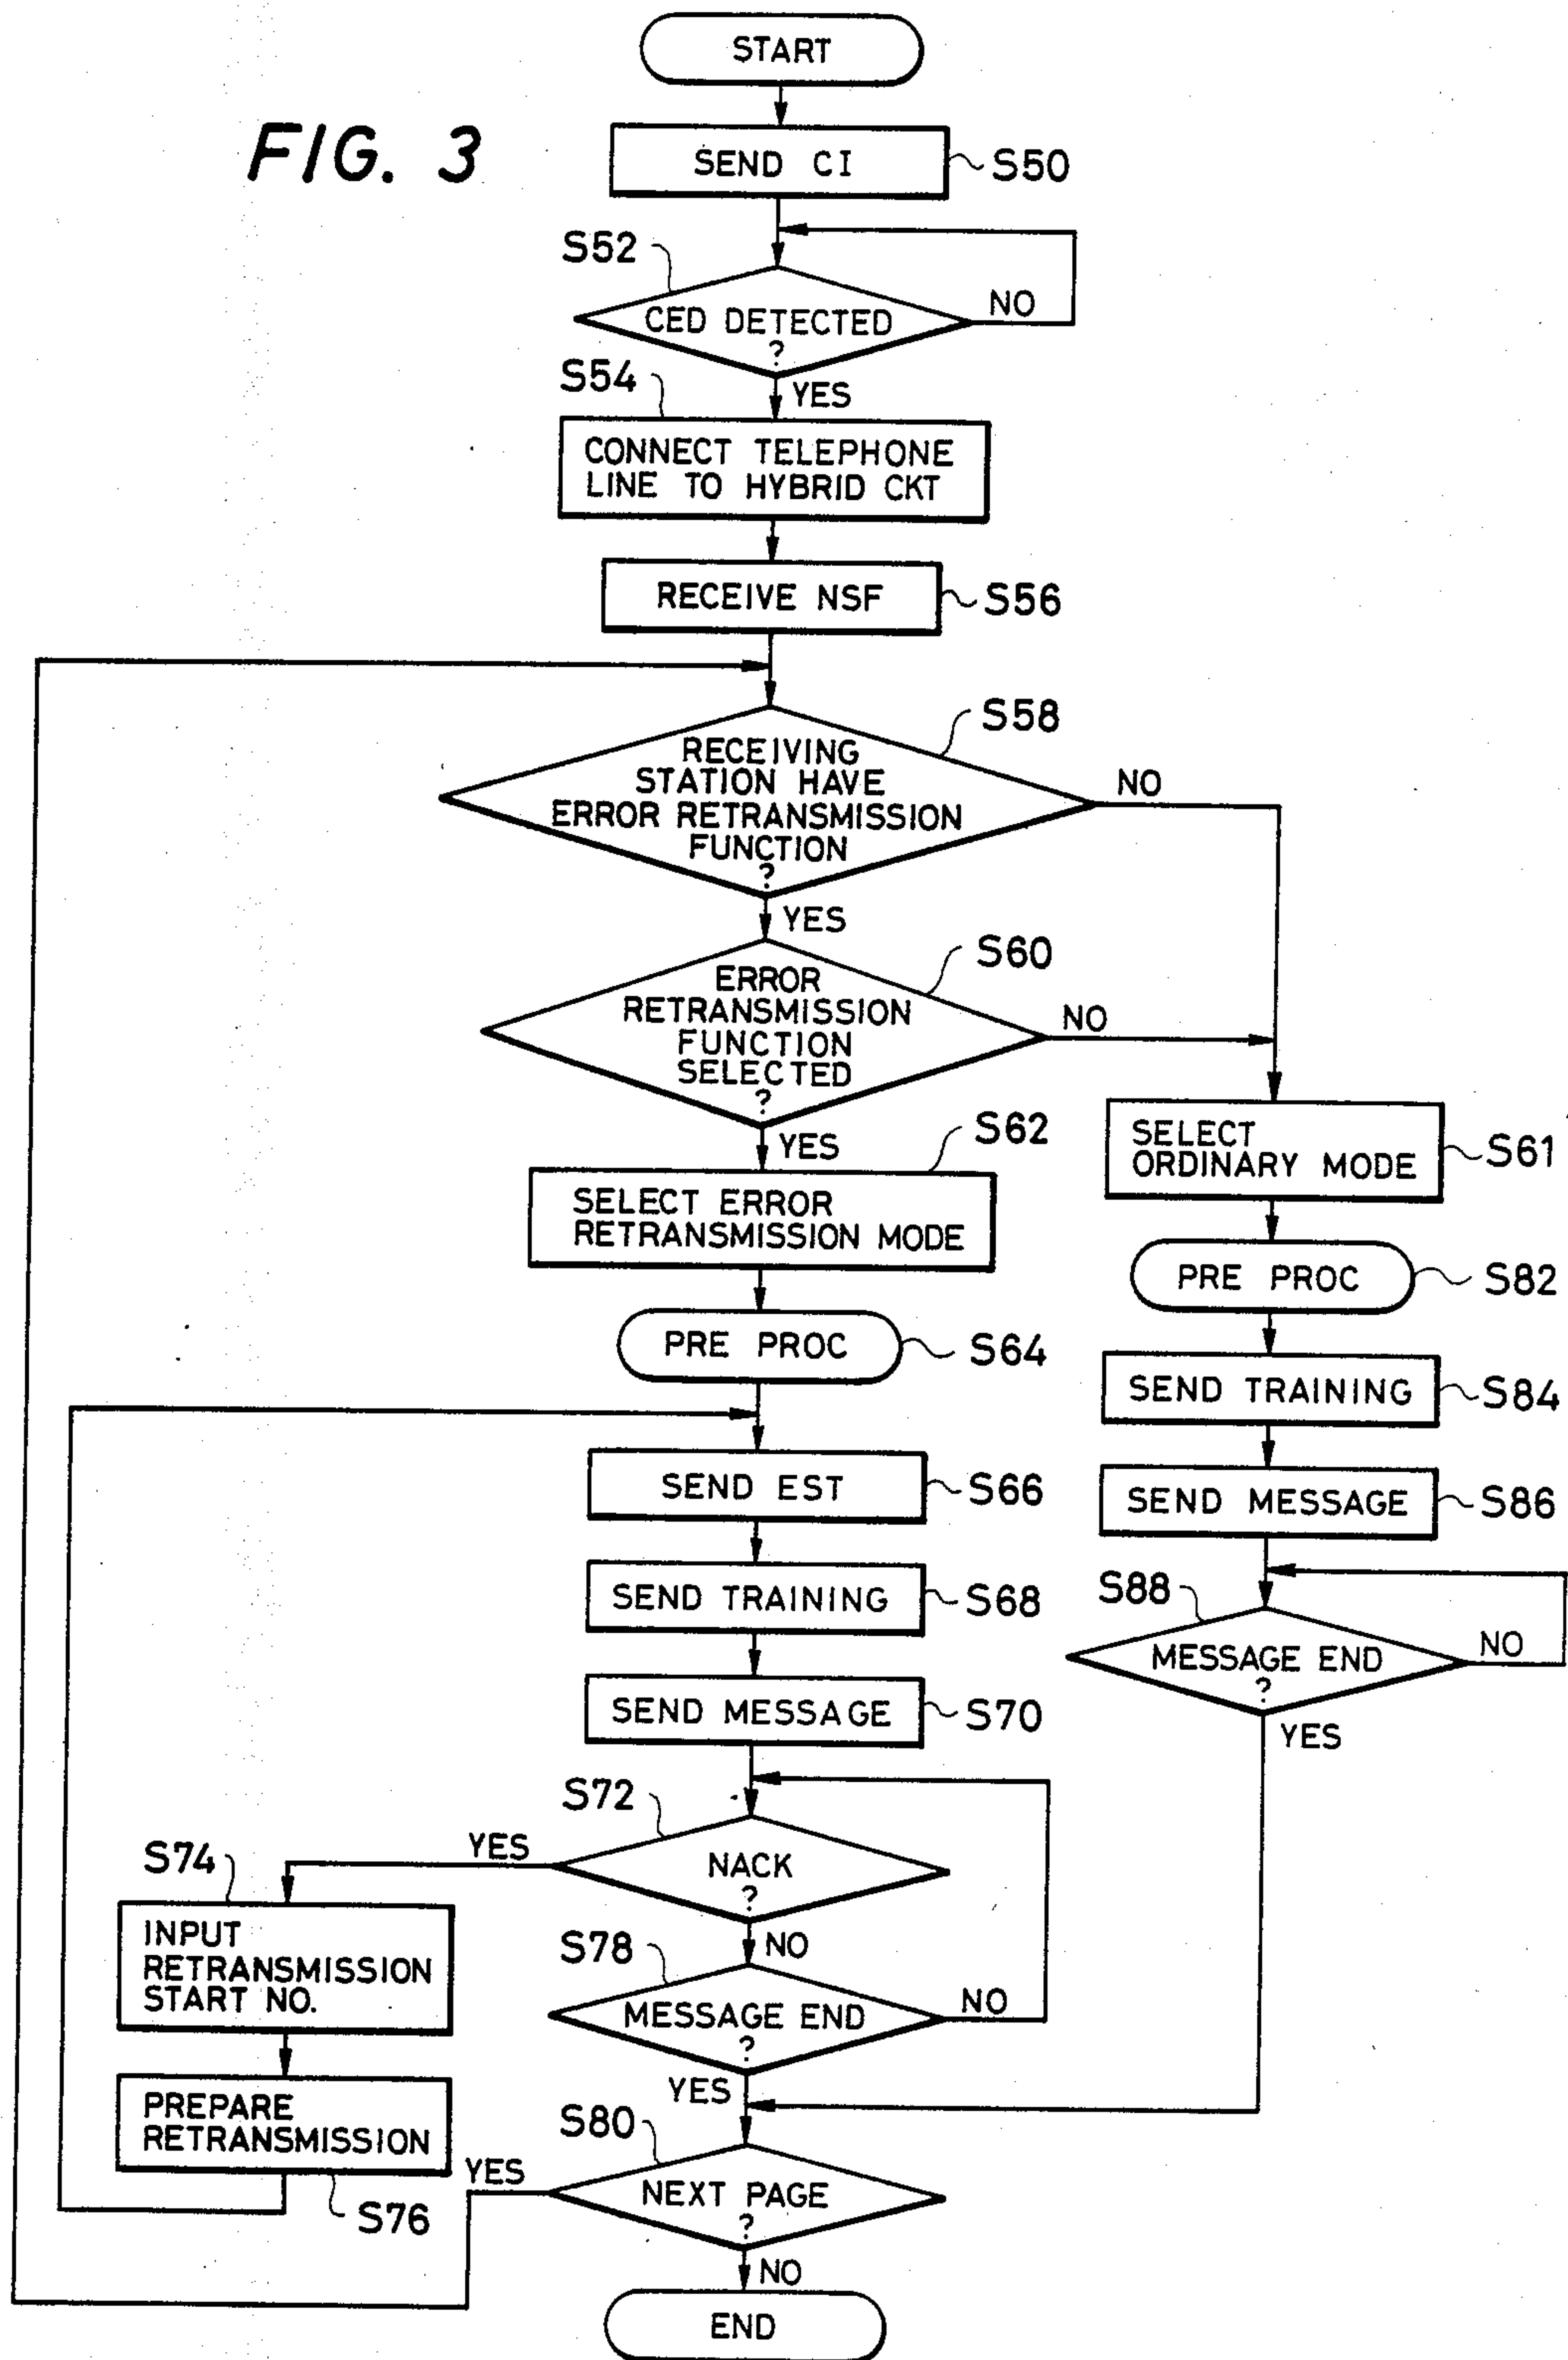 START
FIG. 3
SEND CI
S50
S52
CED DETECTED
?
NO
YES
S54
CONNECT TELEPHONE
LINE TO HYBRID CKT
RECEIVE NSF
S56
S58
RECEIVING
STATION HAVE
ERROR RETRANSMISSION
FUNCTION
?
NO
YES
S60
ERROR
RETRANSMISSION
FUNCTION
SELECTED
?
NO
YES
S62
SELECT ERROR
RETRANSMISSION MODE
SELECT
ORDINARY MODE
S61
PRE PROC
S64
PRE PROC
S82
SEND TRAINING
S84
SEND EST
S66
SEND MESSAGE
S86
SEND TRAINING
S68
S88
MESSAGE END
?
NO
YES
SEND MESSAGE
S70
S72
NACK
?
YES
NO
S74
INPUT
RETRANSMISSION
START NO.
S78
MESSAGE END
?
NO
YES
PREPARE
RETRANSMISSION
S76
S80
NEXT PAGE
?
YES
NO
END